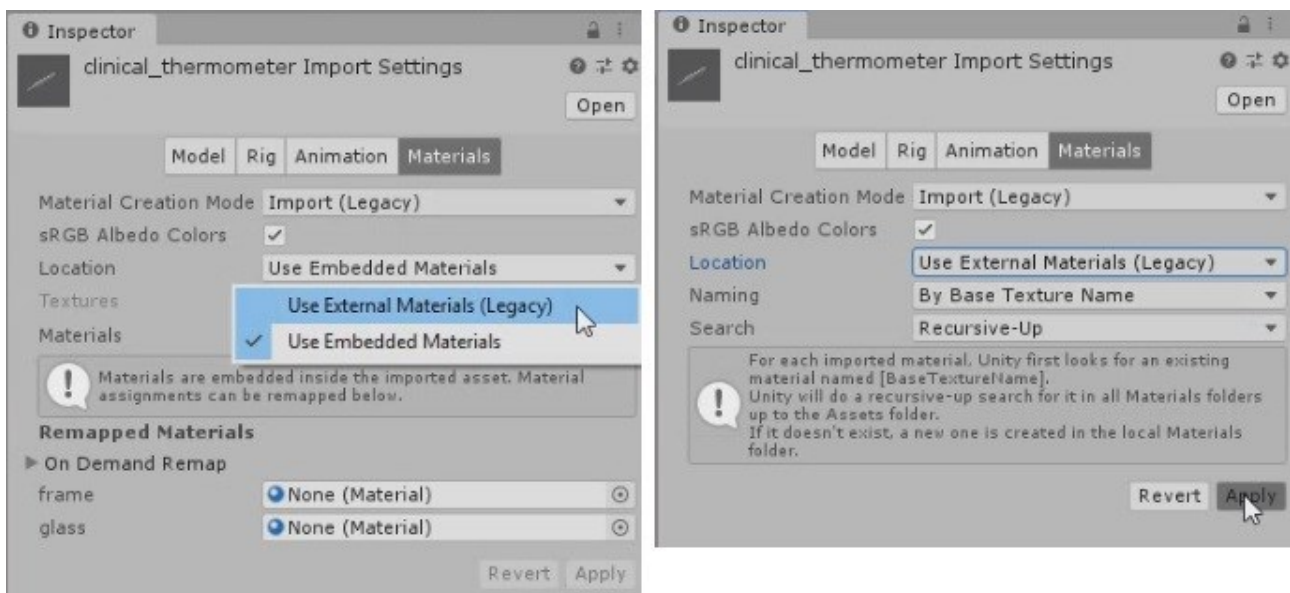 Inspector
clinical_thermometer Import Settings
Open
Model Rig Animation Materials
Material Creation Mode Import (Legacy)
sRGB Albedo Colors
Location Use Embedded Materials
Textures
Use External Materials (Legacy)
Materials
Use Embedded Materials
Materials are embedded inside the imported asset. Material
assignments can be remapped below.
Remapped Materials
On Demand Remap
frame None (Material)
glass None (Material)
Revert Apply
Inspector
clinical_thermometer Import Settings
Open
Model Rig Animation Materials
Material Creation Mode Import (Legacy)
sRGB Albedo Colors
Location Use External Materials (Legacy)
Naming By Base Texture Name
Search Recursive-Up
For each imported material, Unity first looks for an existing
material named [BaseTextureName].
Unity will do a recursive-up search for it in all Materials folders
up to the Assets folder.
If it doesn't exist, a new one is created in the local Materials
folder.
Revert Apply